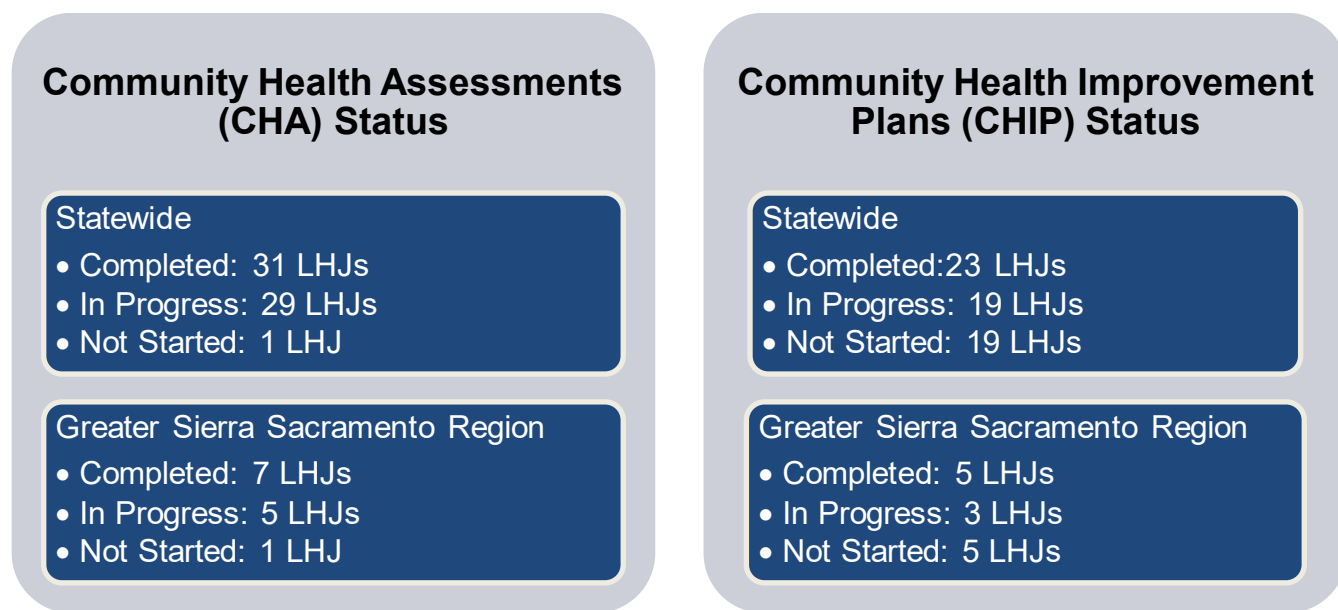 Community Health Assessments
(CHA) Status
Statewide
• Completed: 31 LHJs
• In Progress: 29 LHJs
• Not Started: 1 LHJ
Greater Sierra Sacramento Region
• Completed: 7 LHJs
• In Progress: 5 LHJs
• Not Started: 1 LHJ
Community Health Improvement
Plans (CHIP) Status
Statewide
• Completed:23 LHJs
• In Progress: 19 LHJs
• Not Started: 19 LHJs
Greater Sierra Sacramento Region
• Completed: 5 LHJs
• In Progress: 3 LHJs
• Not Started: 5 LHJs